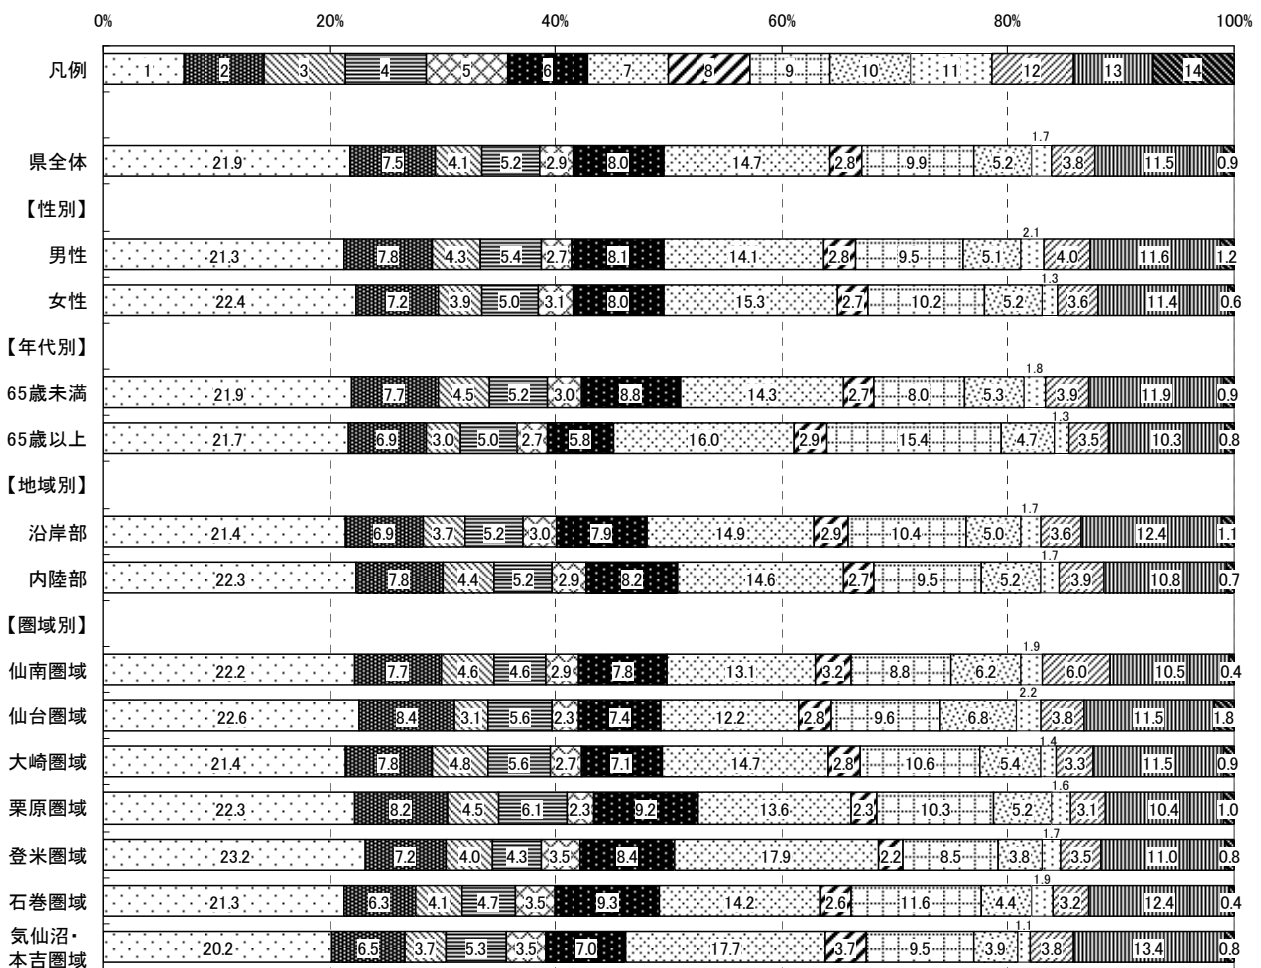 0% 20% 40% 60% 80% 100%
凡例 1 2 3 4 5 6 7 8 9 10 11 12 13 14
1.7
県全体 21.9 7.5 4.1 5.2 2.9 8.0 14.7 2.8 9.9 5.2 3.8 11.5 0.9
【性別】
2.1
男性 21.3 7.8 4.3 5.4 2.7 8.1 14.1 2.8 9.5 5.1 4.0 11.6 1.2
1.3
女性 22.4 7.2 3.9 5.0 3.1 8.0 15.3 2.7 10.2 5.2 3.6 11.4 0.6
【年代別】
1.8
65歳未満 21.9 7.7 4.5 5.2 3.0 8.8 14.3 2.7 8.0 5.3 3.9 11.9 0.9
1.3
65歳以上 21.7 6.9 3.0 5.0 2.7 5.8 16.0 2.9 15.4 4.7 3.5 10.3 0.8
【地域別】
1.7
沿岸部 21.4 6.9 3.7 5.2 3.0 7.9 14.9 2.9 10.4 5.0 3.6 12.4 1.1
1.7
内陸部 22.3 7.8 4.4 5.2 2.9 8.2 14.6 2.7 9.5 5.2 3.9 10.8 0.7
【圏域別】
1.9
仙南圏域 22.2 7.7 4.6 4.6 2.9 7.8 13.1 3.2 8.8 6.2 6.0 10.5 0.4
2.2
仙台圏域 22.6 8.4 3.1 5.6 2.3 7.4 12.2 2.8 9.6 6.8 3.8 11.5 1.8
1.4
大崎圏域 21.4 7.8 4.8 5.6 2.7 7.1 14.7 2.8 10.6 5.4 3.3 11.5 0.9
1.6
栗原圏域 22.3 8.2 4.5 6.1 2.3 9.2 13.6 2.3 10.3 5.2 3.1 10.4 1.0
1.7
登米圏域 23.2 7.2 4.0 4.3 3.5 8.4 17.9 2.2 8.5 3.8 3.5 11.0 0.8
1.9
石巻圏域 21.3 6.3 4.1 4.7 3.5 9.3 14.2 2.6 11.6 4.4 3.2 12.4 0.4
1.1
気仙沼・
本吉圏域 20.2 6.5 3.7 5.3 3.5 7.0 17.7 3.7 9.5 3.9 3.8 13.4 0.8